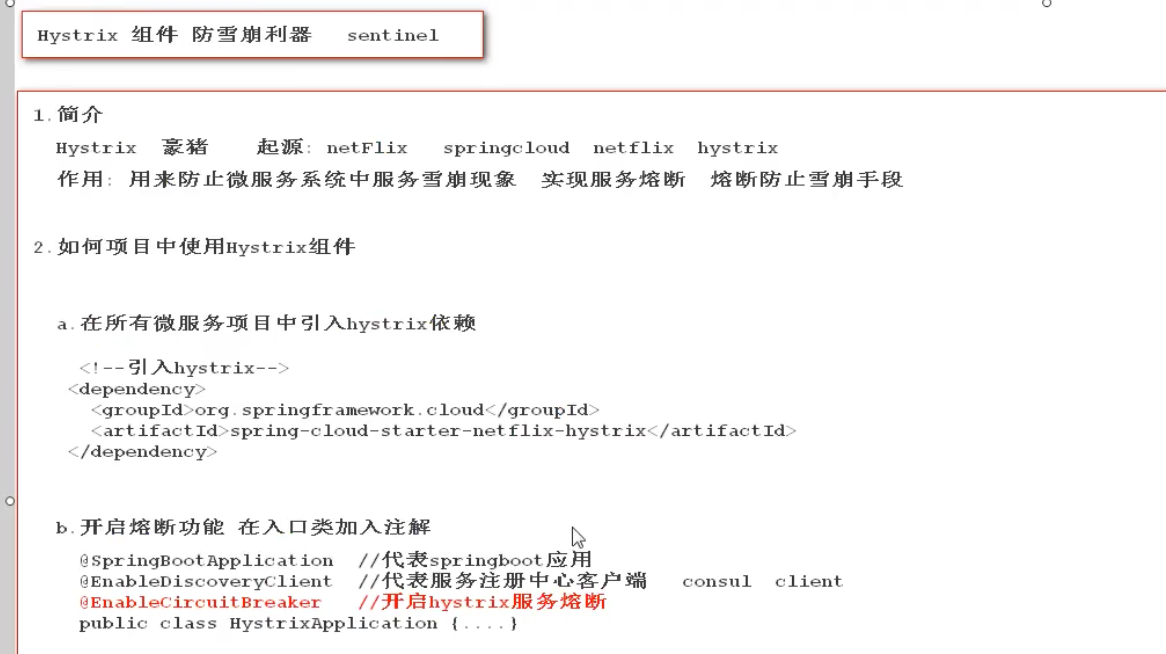 Hystrix 组件 防雪崩利器 sentinel
1.简介
Hystrix 豪猪 起源: netFlix springcloud netflix hystrix
作用: 用来防止微服务系统中服务雪崩现象 实现服务熔断 熔断防止雪崩手段
2.如何项目中使用Hystrix组件
a.在所有微服务项目中引入hystrix依赖
<!--引入hystrix-->
<dependency>
<groupId>org.springframework.cloud</groupId>
<artifactId>spring-cloud-starter-netflix-hystrix</artifactId>
</dependency>
b.开启熔断功能 在入口类加入注解
@SpringBootApplication //代表springboot应用
@EnableDiscoveryClient //代表服务注册中心客户端 consul client
@EnableCircuitBreaker //开启hystrix服务熔断
public class HystrixApplication {....}